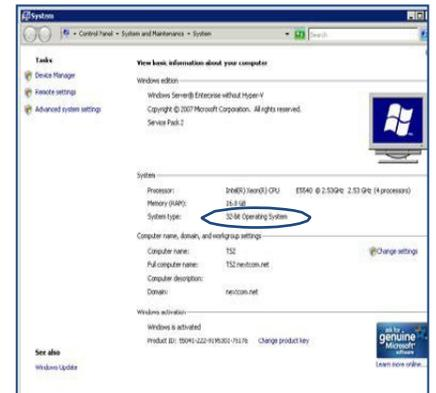 System
Control Panel System and Maintenance System
Search
Tasks
Device Manager
Remote settings
Advanced system settings
View basic information about your computer
Windows edition
Windows Server® Enterprise without Hyper-V
Copyright © 2007 Microsoft Corporation. All rights reserved.
Service Pack 2
System
Processor: Intel(R) Xeon(R) CPU E5540 @ 2.53GHz 2.53 GHz (4 processors)
Memory (RAM): 16.0 GB
System type: 32-bit Operating System
Computer name, domain, and workgroup settings
Computer name: TS2
Change settings
Full computer name: TS2.nextcom.net
Computer description:
Domain: nextcom.net
Windows activation
Windows is activated
Product ID: Change product key
ask for
genuine
Microsoft
software
Learn more online...
See also
Windows Update